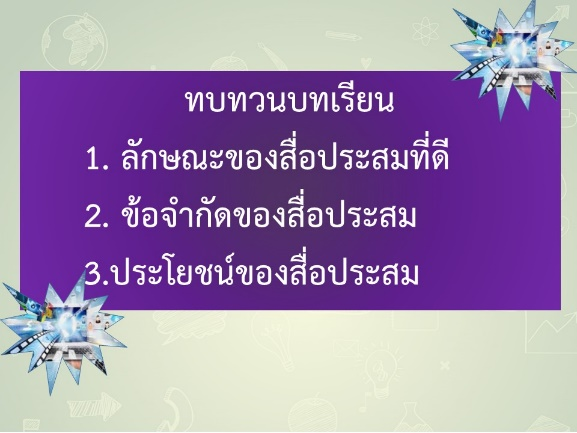 ทบทวนบทเรียน
1. ลักษณะของสื่อประสมที่ดี
2. ข้อจำกัดของสื่อประสม
3.ประโยชน์ของสื่อประสม